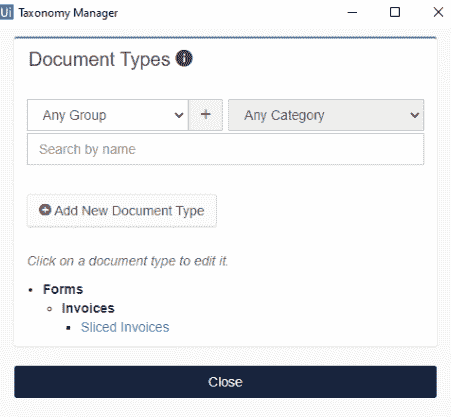 Ui Taxonomy Manager
Document Types
Any Group + Any Category
Search by name
Add New Document Type
Click on a document type to edit it.
Forms
Invoices
Sliced Invoices
Close